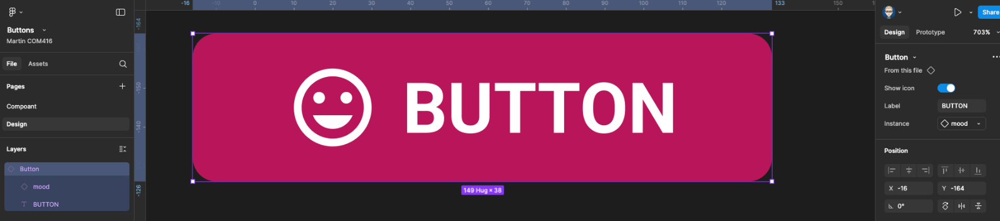 -16 -10 0 10 20 30 40 50 60 70 80 90 100 110 120 133 150
Share
Buttons
Martin COM416
Design Prototype 703%
-164
File Assets
Button
From this file
Pages
Show icon
-150
BUTTON
Compoant
Label BUTTON
Design
Instance mood
-140
Layers
Position
Button
mood
X -16 Y -164
149 Hug × 38
-126
BUTTON
0°